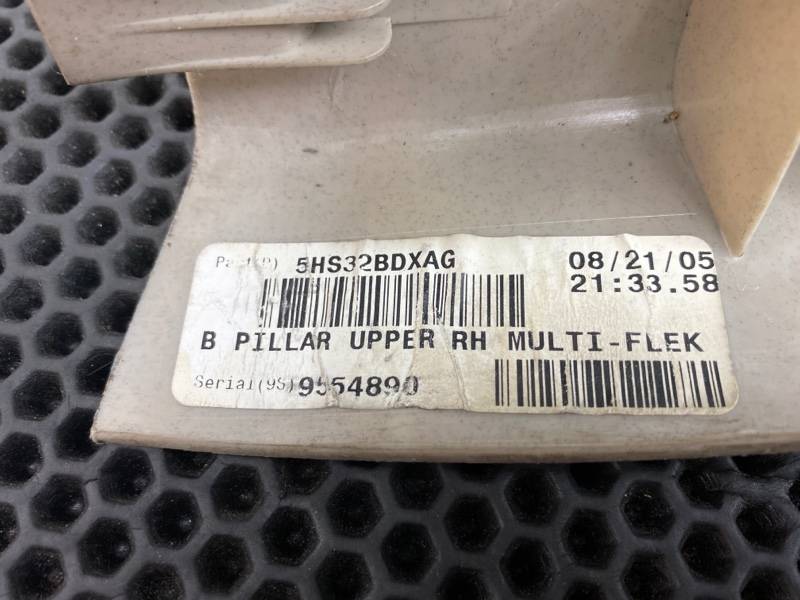 Part(P) 5HS32BDXAG 08/21/05
21:33.58
B PILLAR UPPER RH MULTI-FLEK
Serial(9S) 9554890